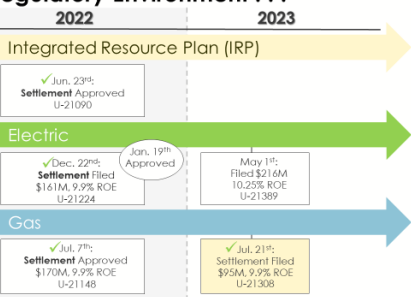 2022 2023
Integrated Resource Plan (IRP)
✓Jun. 23rd:
Settlement Approved
U-21090
Electric
Jan. 19th
Approved
✓Dec. 22nd:
Settlement Filed
$161M, 9.9% ROE
U-21224
May 1st:
Filed $216M
10.25% ROE
U-21389
Gas
✓Jul. 7th:
Settlement Approved
$170M, 9.9% ROE
U-21148
✓Jul. 21st:
Settlement Filed
$95M, 9.9% ROE
U-21308